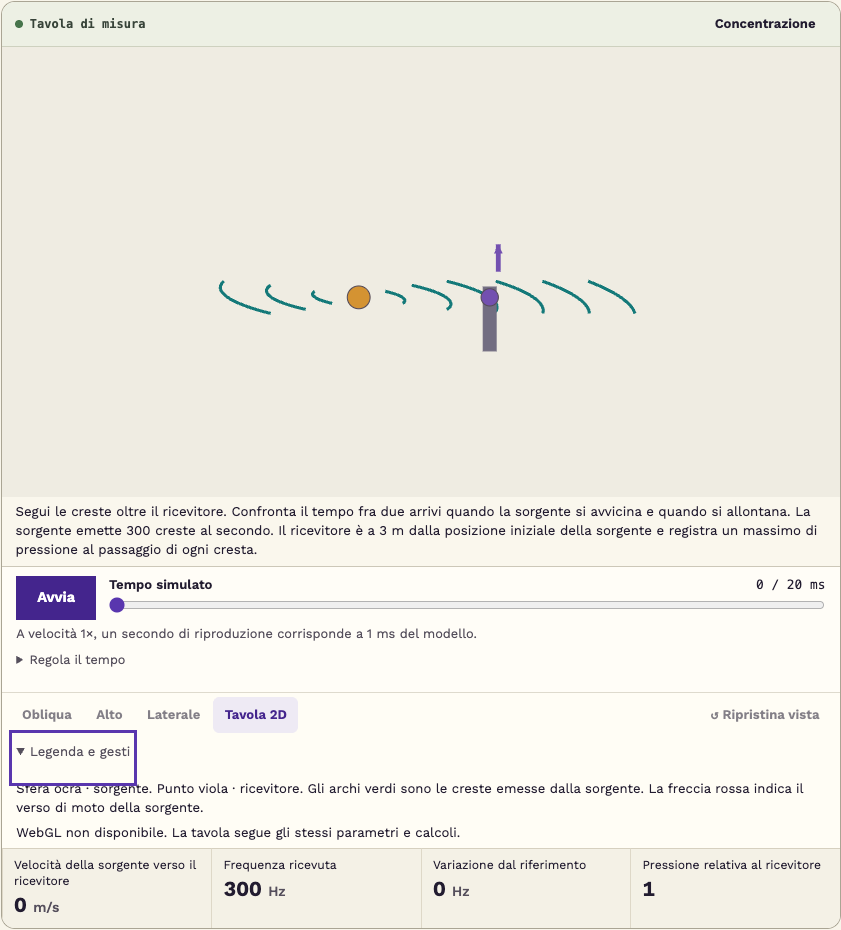 Tavola di misura
Concentrazione
Segui le creste oltre il ricevitore. Confronta il tempo fra due arrivi quando la sorgente si avvicina e quando si allontana. La
sorgente emette 300 creste al secondo. Il ricevitore è a 3 m dalla posizione iniziale della sorgente e registra un massimo di
pressione al passaggio di ogni cresta.
Avvia
Tempo simulato
0 / 20 ms
A velocità 1×, un secondo di riproduzione corrisponde a 1 ms del modello.
▶ Regola il tempo
Obliqua
Alto
Laterale
Tavola 2D
↺ Ripristina vista
▼ Legenda e gesti
Sfera ocra · sorgente. Punto viola · ricevitore. Gli archi verdi sono le creste emesse dalla sorgente. La freccia rossa indica il
verso di moto della sorgente.
WebGL non disponibile. La tavola segue gli stessi parametri e calcoli.
Velocità della sorgente verso il
ricevitore
0 m/s
Frequenza ricevuta
300 Hz
Variazione dal riferimento
0 Hz
Pressione relativa al ricevitore
1